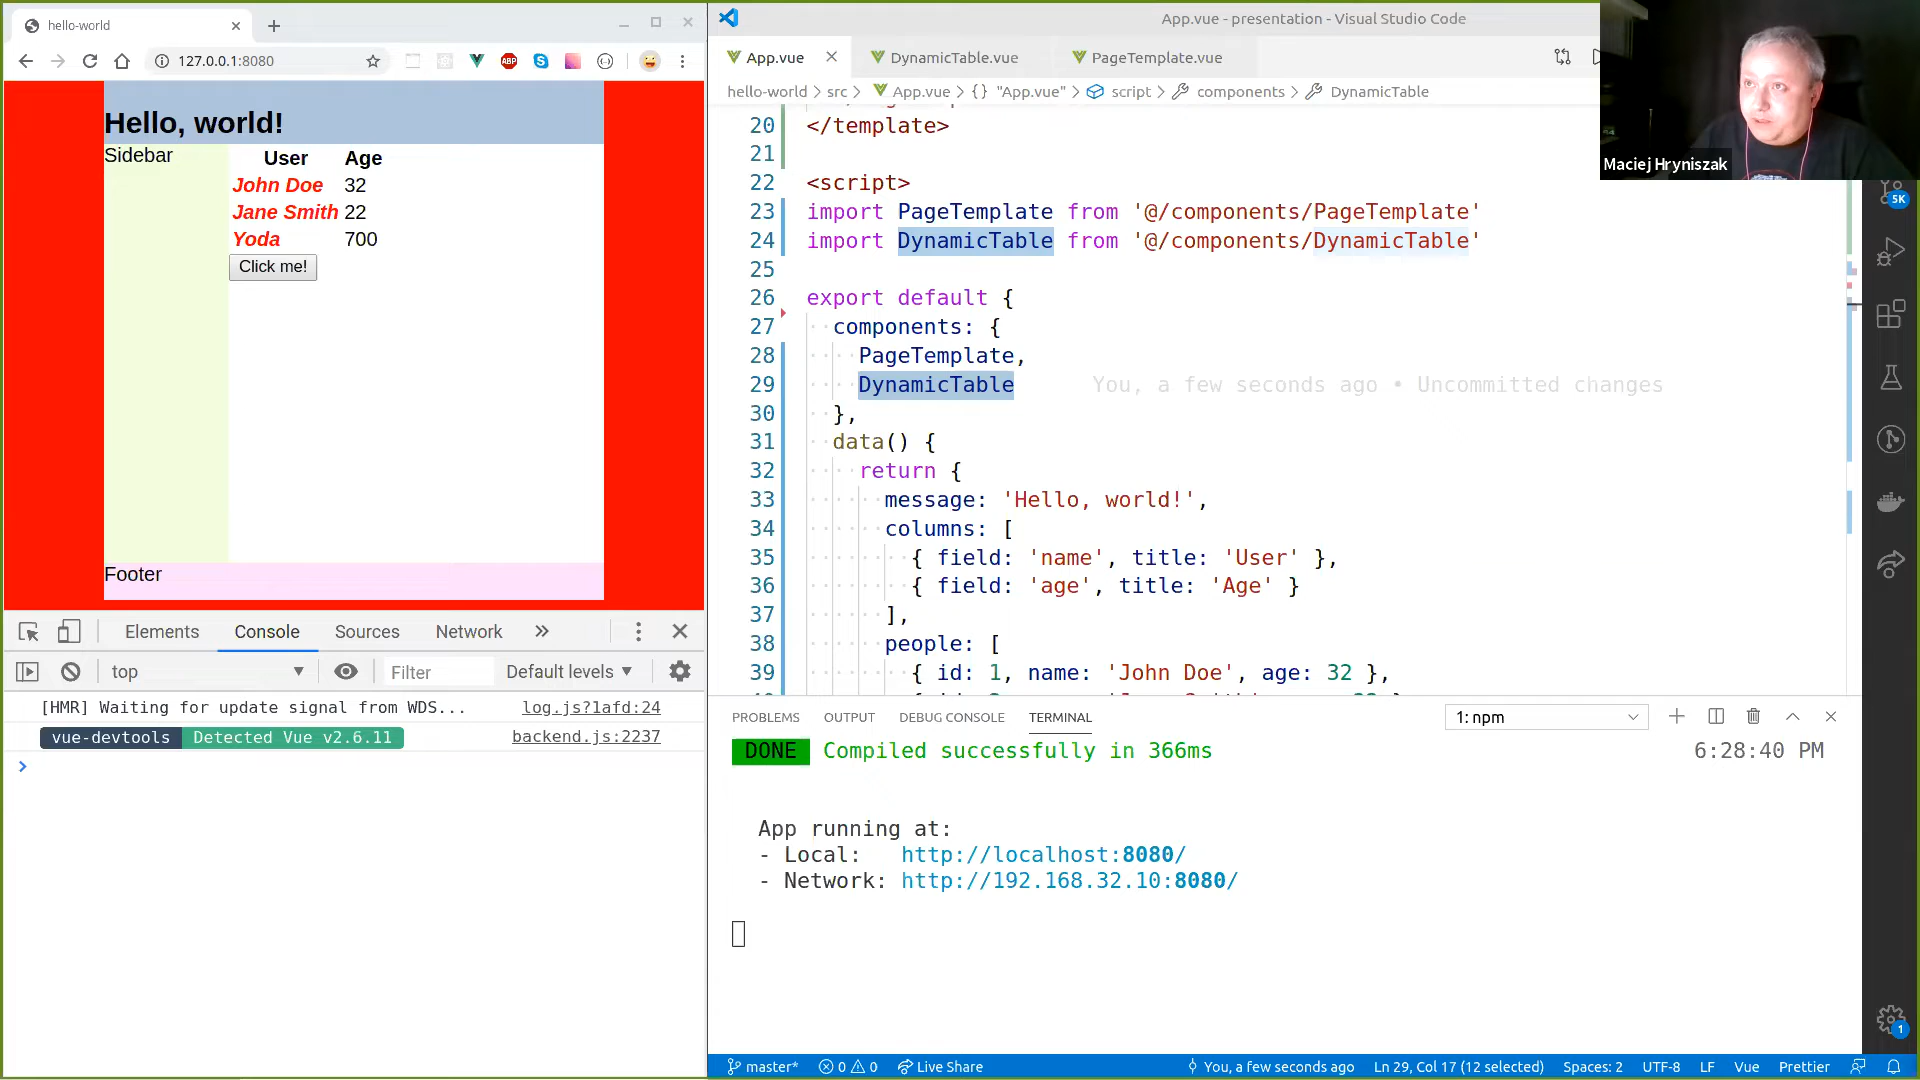 hello-world
127.0.0.1:8080
ABP
Hello, world!
Sidebar
User Age
John Doe 32
Jane Smith 22
Yoda 700
Click me!
Footer
Elements Console Sources Network
top Filter Default levels
[HMR] Waiting for update signal from WDS... log.js?1afd:24
vue-devtools Detected Vue v2.6.11 backend.js:2237
App.vue - presentation - Visual Studio Code
App.vue DynamicTable.vue PageTemplate.vue
hello-world > src > App.vue > {} "App.vue" > script > components > DynamicTable
20 </template>
21
22 <script>
23 import PageTemplate from '@/components/PageTemplate'
24 import DynamicTable from '@/components/DynamicTable'
25
26 export default {
27 components: {
28 PageTemplate,
29 DynamicTable You, a few seconds ago • Uncommitted changes
30 },
31 data() {
32 return {
33 message: 'Hello, world!',
34 columns: [
35 { field: 'name', title: 'User' },
36 { field: 'age', title: 'Age' }
37 ],
38 people: [
39 { id: 1, name: 'John Doe', age: 32 },
Maciej Hryniszak
5K
PROBLEMS OUTPUT DEBUG CONSOLE TERMINAL 1: npm
DONE Compiled successfully in 366ms 6:28:40 PM
App running at:
- Local: http://localhost:8080/
- Network: http://192.168.32.10:8080/
1
master* 0 0 Live Share You, a few seconds ago Ln 29, Col 17 (12 selected) Spaces: 2 UTF-8 LF Vue Prettier